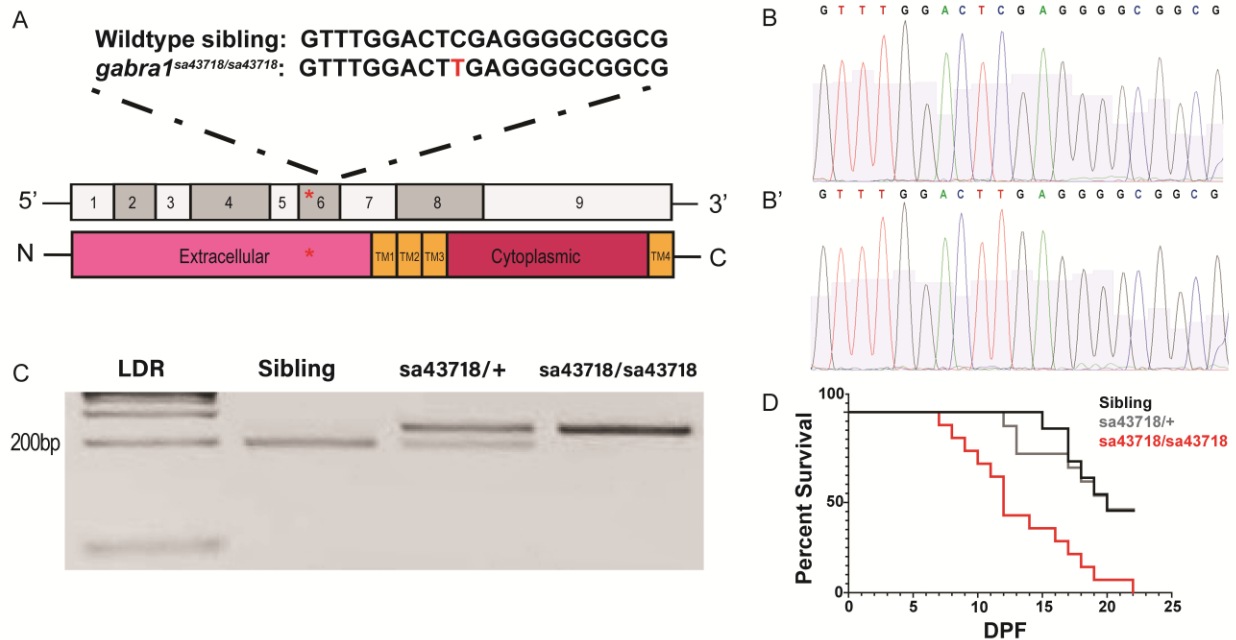 A
Wildtype sibling: GTTTGGACTCGAGGGGCGGCG
gabra1sa43718/sa43718: GTTTGGACTTGAGGGGCGGCG
5’ 1 2 3 4 5 * 6 7 8 9 3’
N Extracellular * TM1 TM2 TM3 Cytoplasmic TM4 C
B
G T T T G G A C T C G A G G G G C G G C G
B’
G T T T G G A C T T G A G G G G C G G C G
C
LDR Sibling sa43718/+ sa43718/sa43718
200bp
D
Sibling
sa43718/+
sa43718/sa43718
Percent Survival
100
50
0
0 5 10 15 20 25
DPF